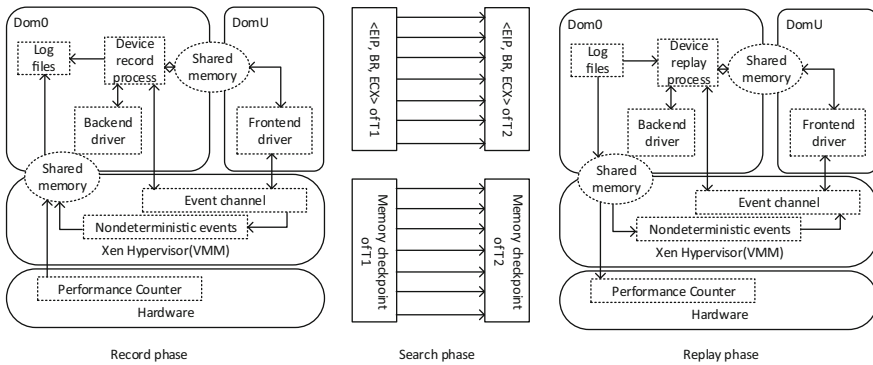 Dom0
DomU
Log
files
Device
record
process
Shared
memory
Backend
driver
Frontend
driver
Shared
memory
Event channel
Nondeterministic events
Xen Hypervisor(VMM)
Performance Counter
Hardware
Record phase
<EIP, BR, ECX> of T1
<EIP, BR, ECX> of T2
Memory checkpoint
of T1
Memory checkpoint
of T2
Search phase
Dom0
DomU
Log
files
Device
replay
process
Shared
memory
Backend
driver
Frontend
driver
Shared
memory
Event channel
Nondeterministic events
Xen Hypervisor(VMM)
Performance Counter
Hardware
Replay phase